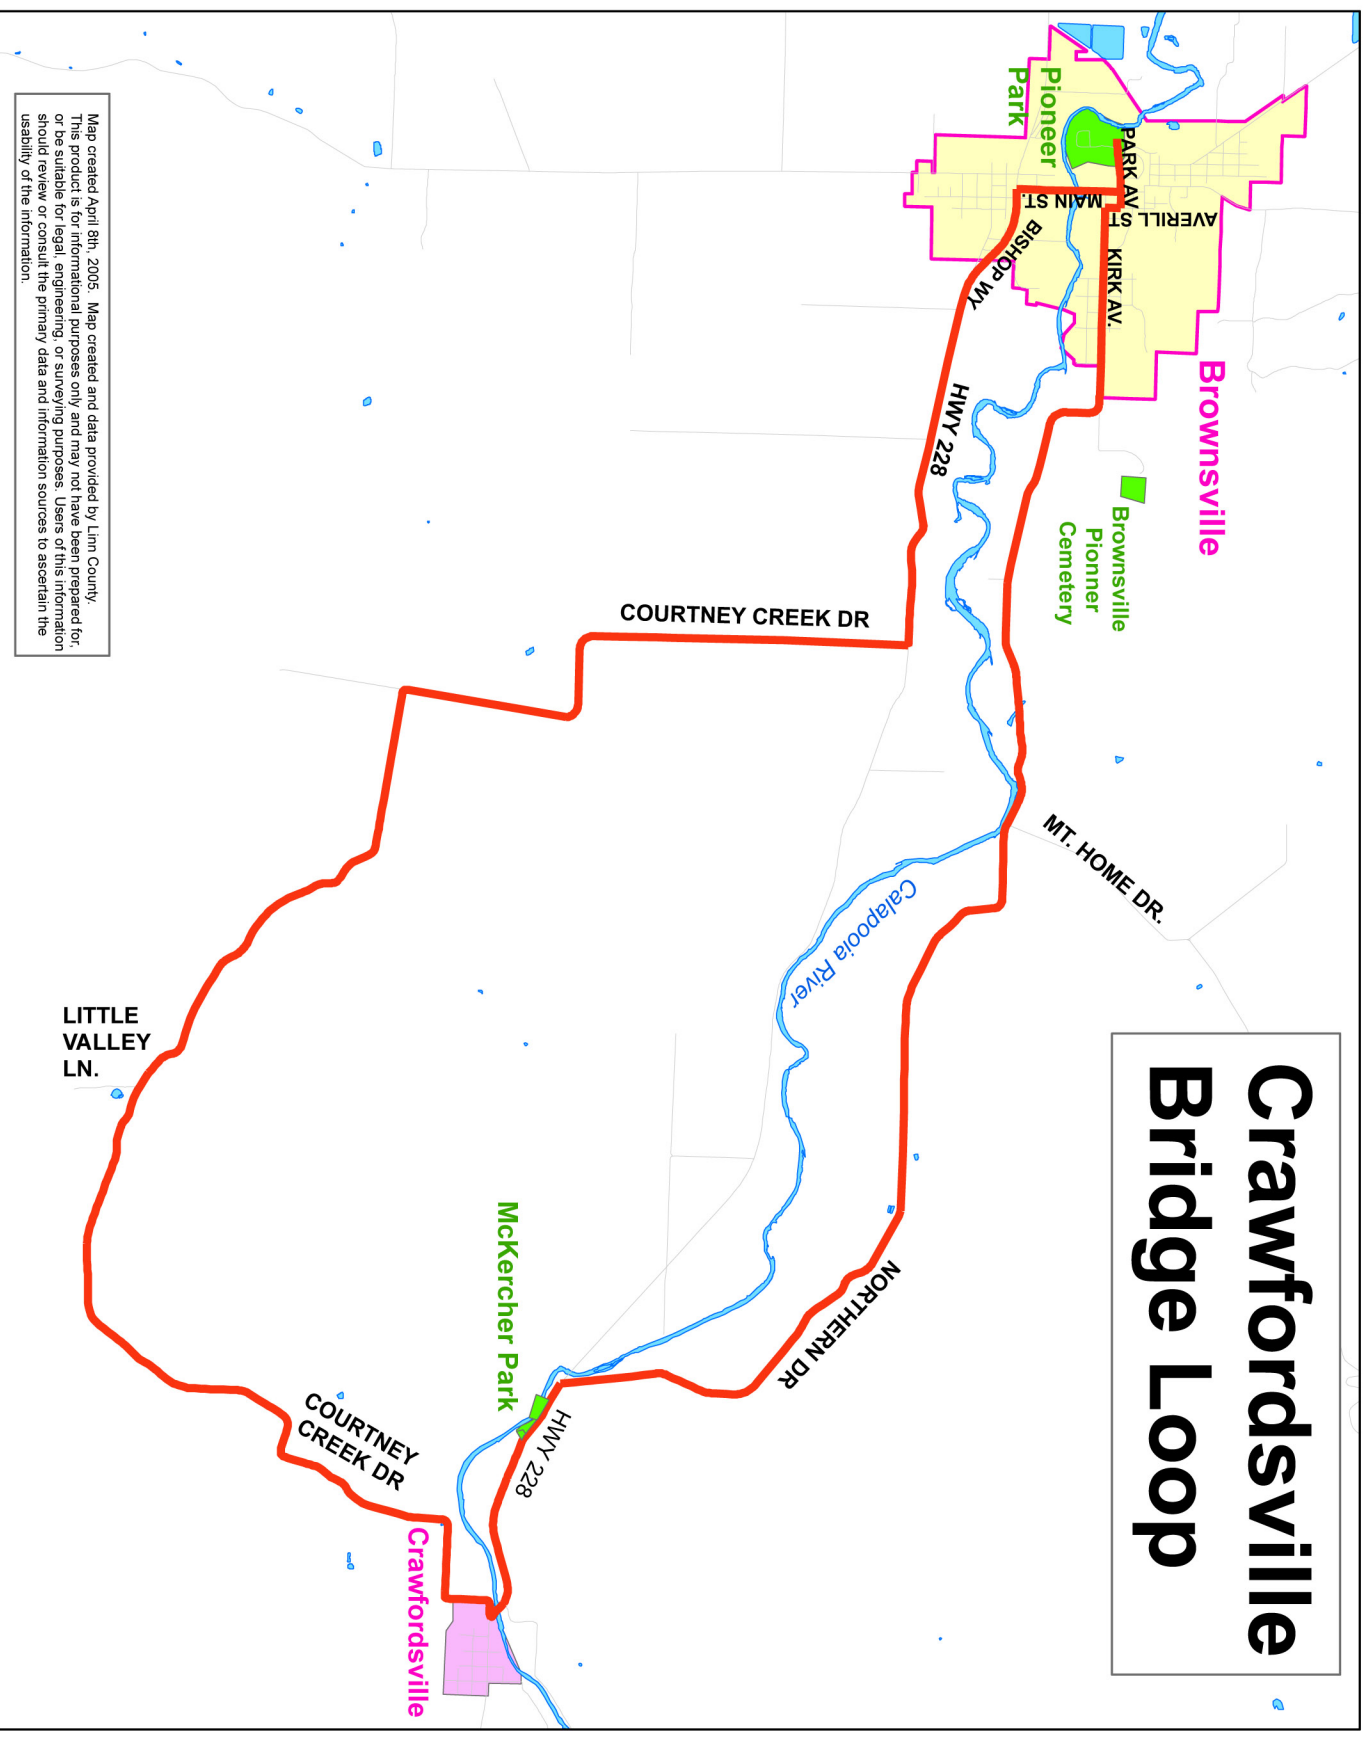 Crawfordsville
Bridge Loop
Brownsville
Pioneer
Park
PARK AV
MAIN ST.
AVERILL ST
KIRK AV.
BISHOP WY
HWY 228
Brownsville
Pionner
Cemetery
COURTNEY CREEK DR
MT. HOME DR.
Calapooia River
NORTHERN DR
LITTLE
VALLEY
LN.
McKercher Park
HWY 228
COURTNEY
CREEK DR
Crawfordsville
Map created April 8th, 2005. Map created and data provided by Linn County.
This product is for informational purposes only and may not have been prepared for,
or be suitable for legal, engineering, or surveying purposes. Users of this information
should review or consult the primary data and information sources to ascertain the
usability of the information.